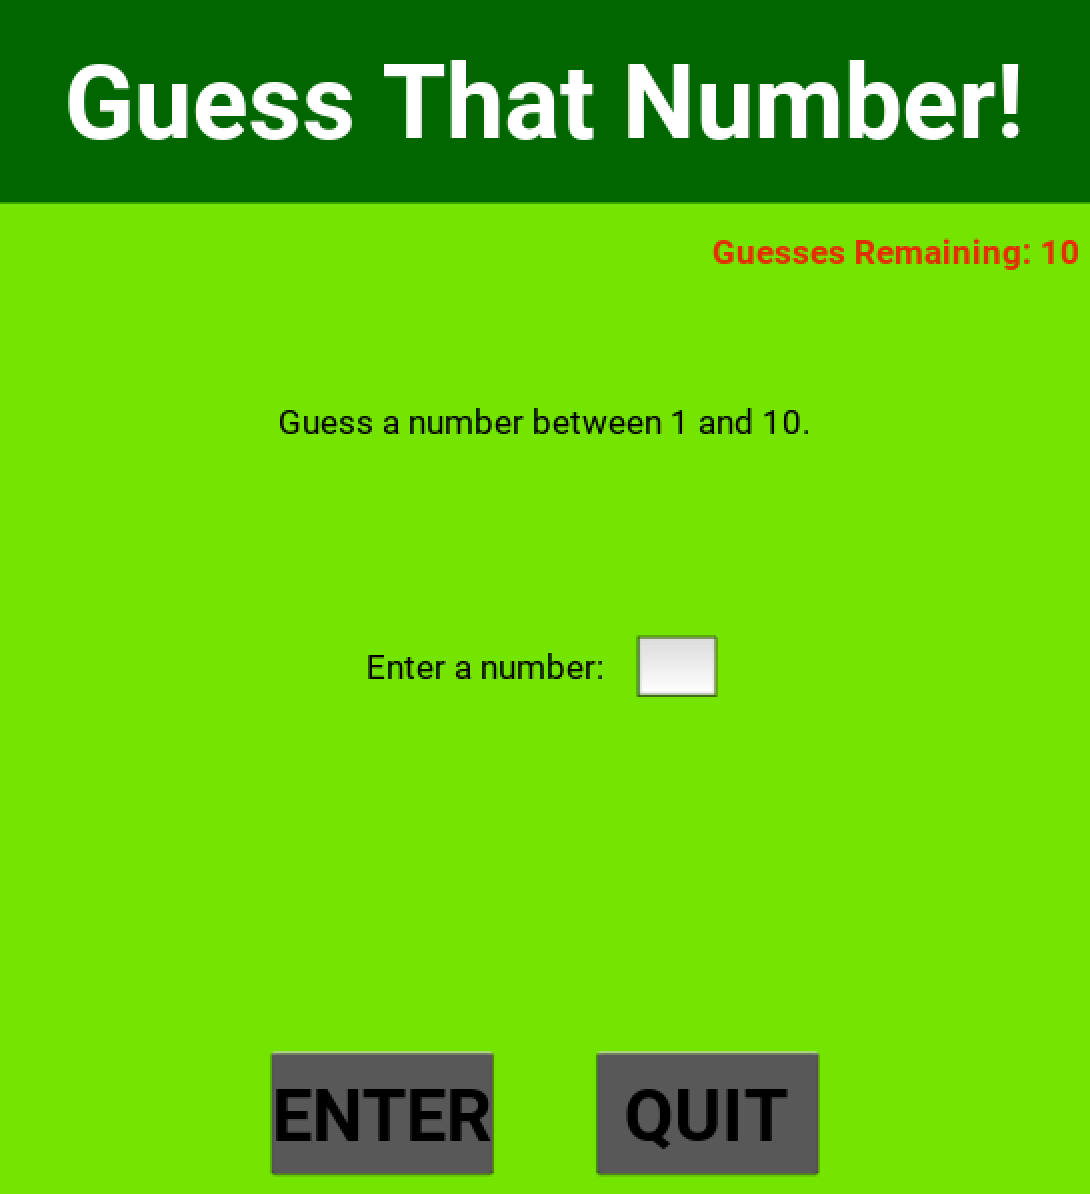 Guess That Number!
Guesses Remaining: 10
Guess a number between 1 and 10.
Enter a number:
ENTER QUIT